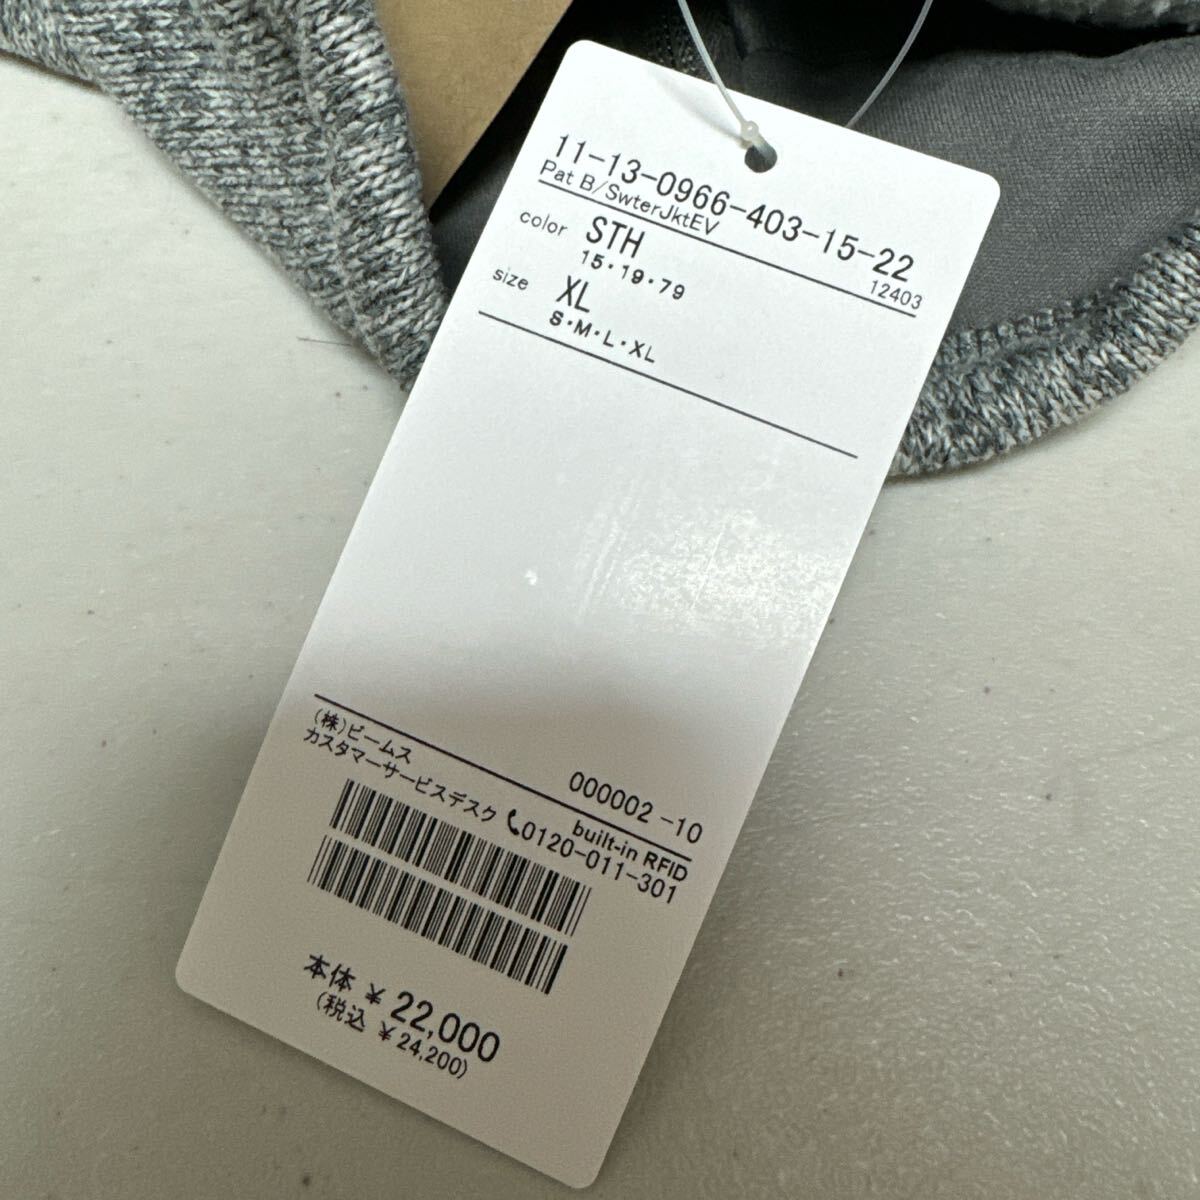 11-13-0966-403-15-22
Pat B/SwterJktEV 12403
color STH
15・19・79
size XL
S・M・L・XL
000002 -10
(株)ビームス built-in RFID
カスタマーサービスデスク 0120-011-301
本体 ¥ 22,000
(税込 ¥ 24,200)